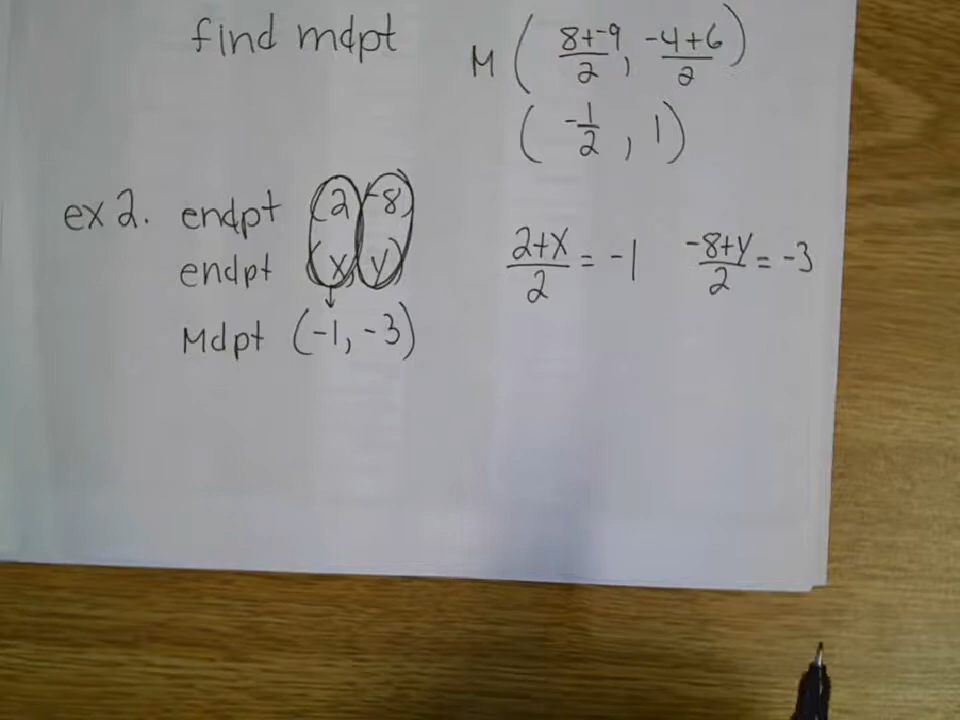 find mdpt
M ( 8+-9/2 , -4+6/2 )
( -1/2 , 1 )
ex 2. endpt (2, -8)
endpt (x, y)
Mdpt (-1, -3)
2+x/2 = -1
-8+y/2 = -3